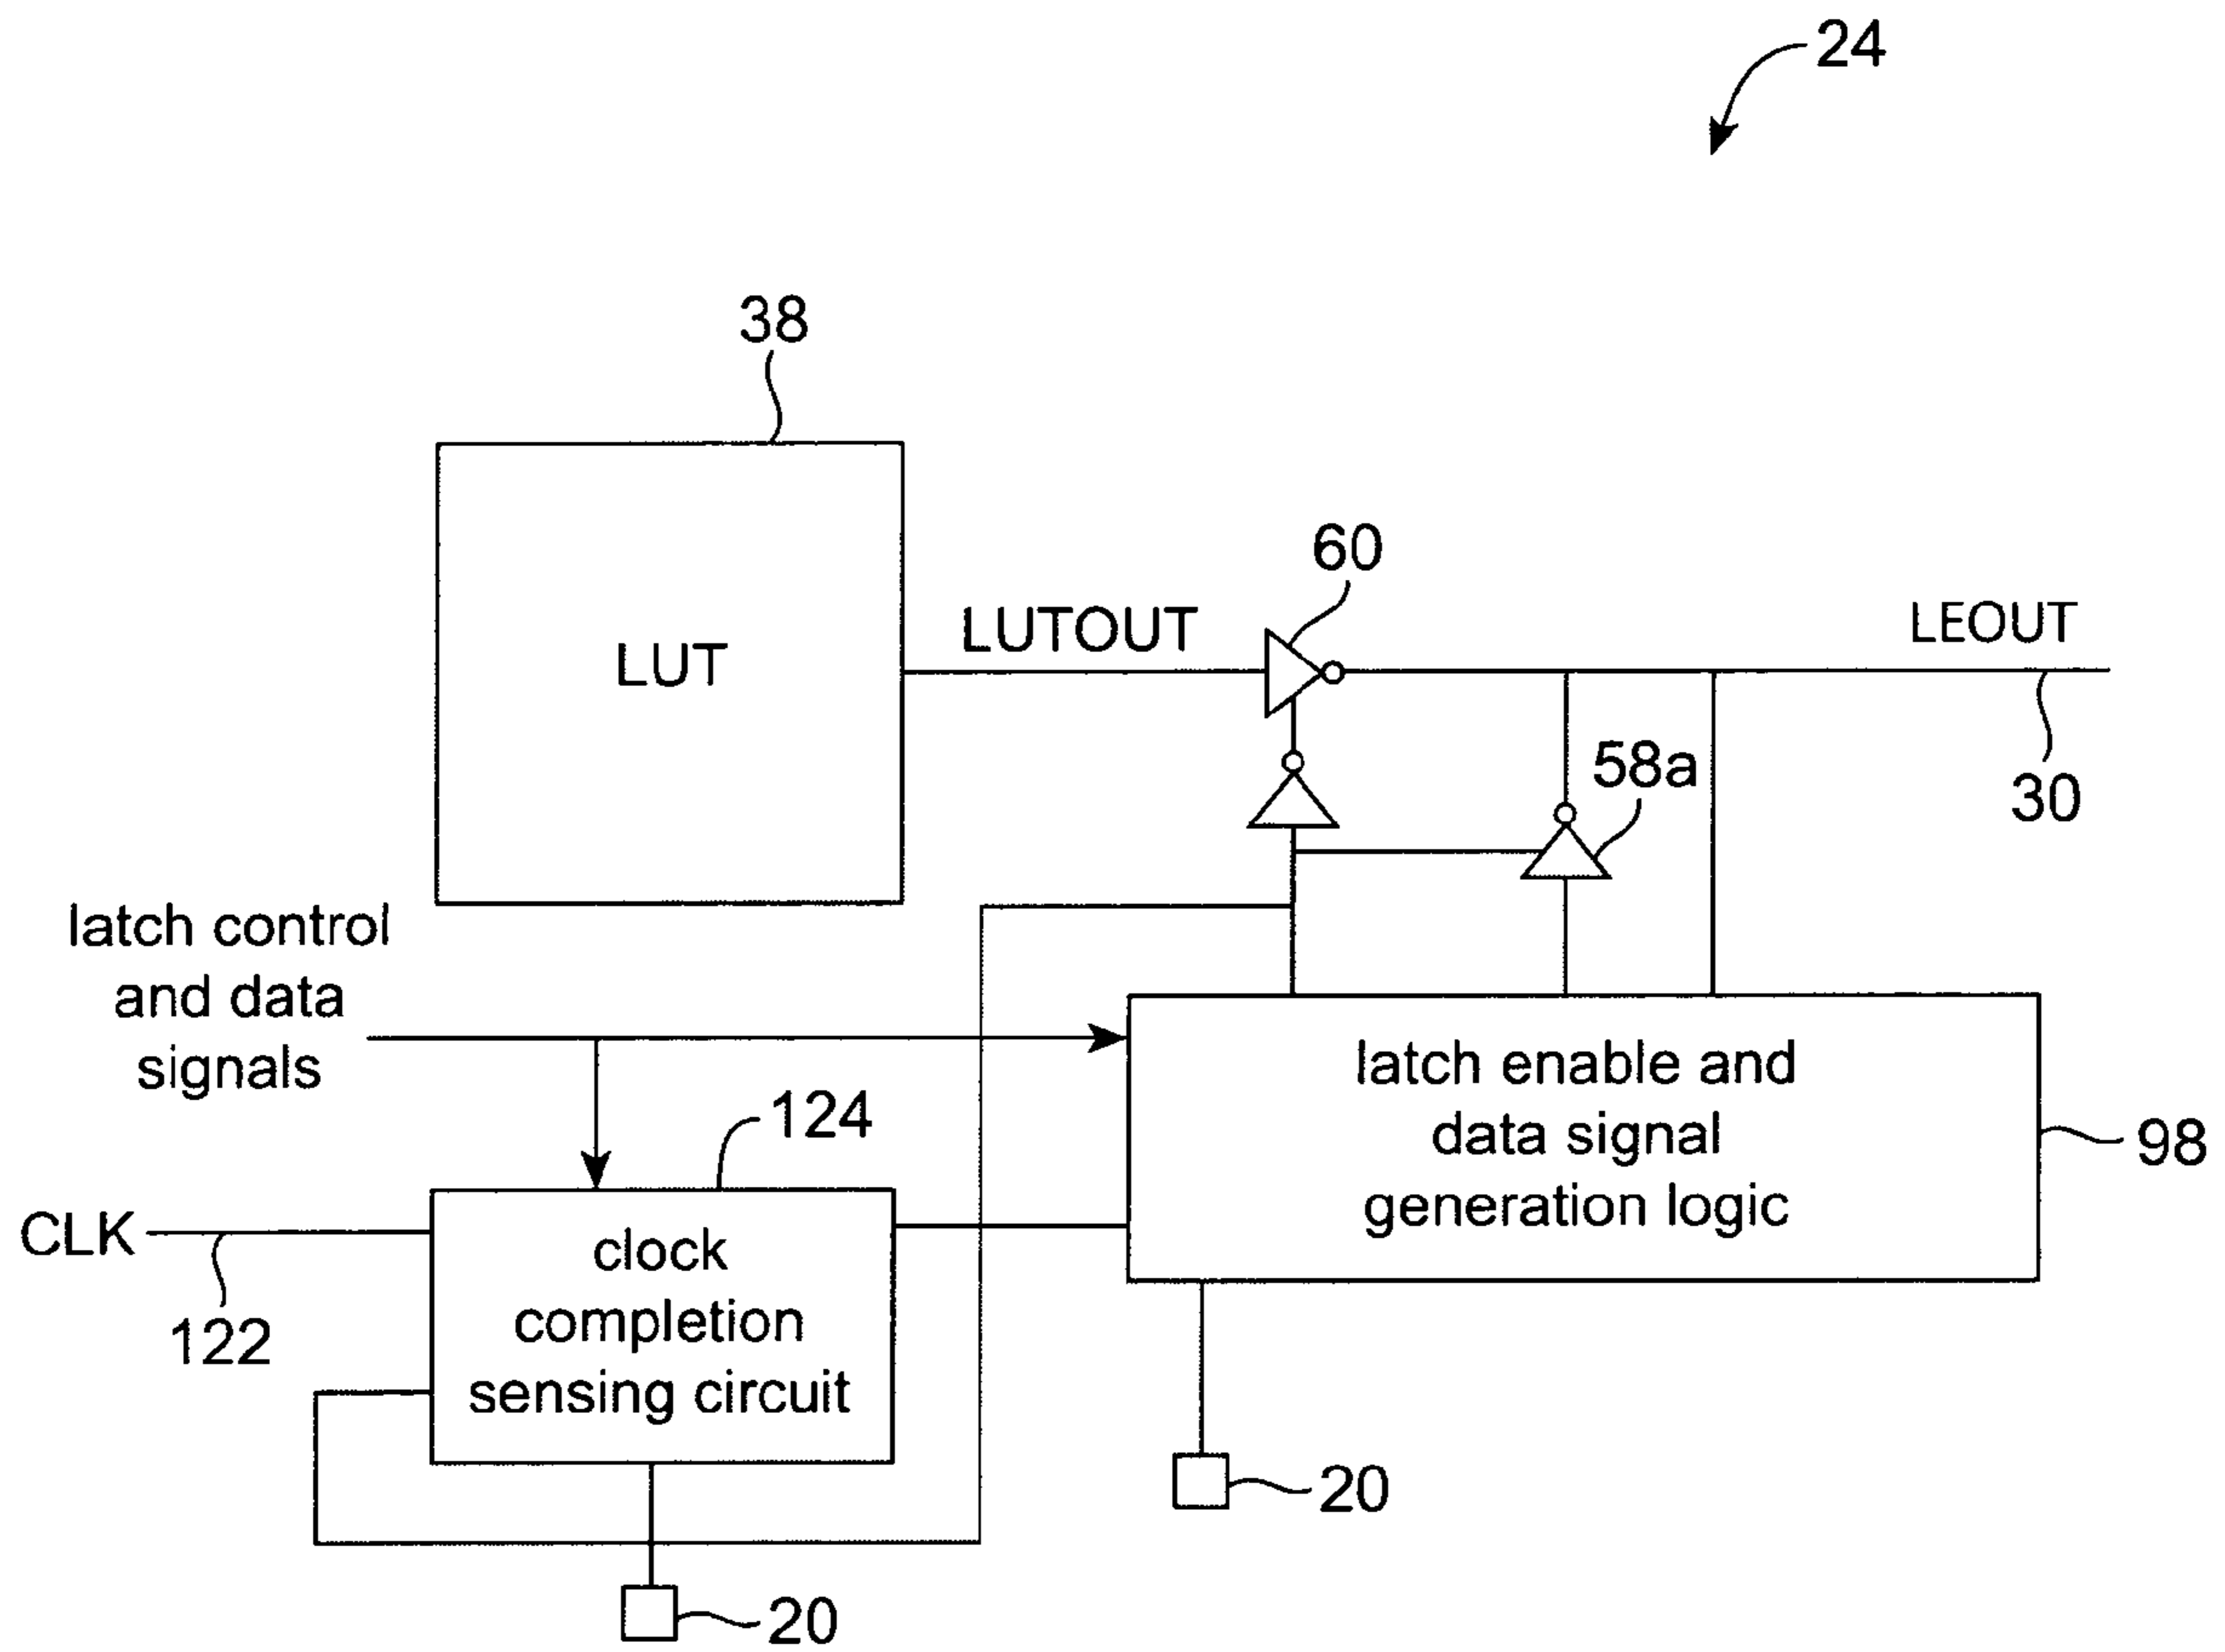 24
38
60
LUTOUT
LEOUT
LUT
58a
30
latch control
and data
signals
latch enable and
data signal
generation logic
98
124
CLK
clock
completion
sensing circuit
122
20
20